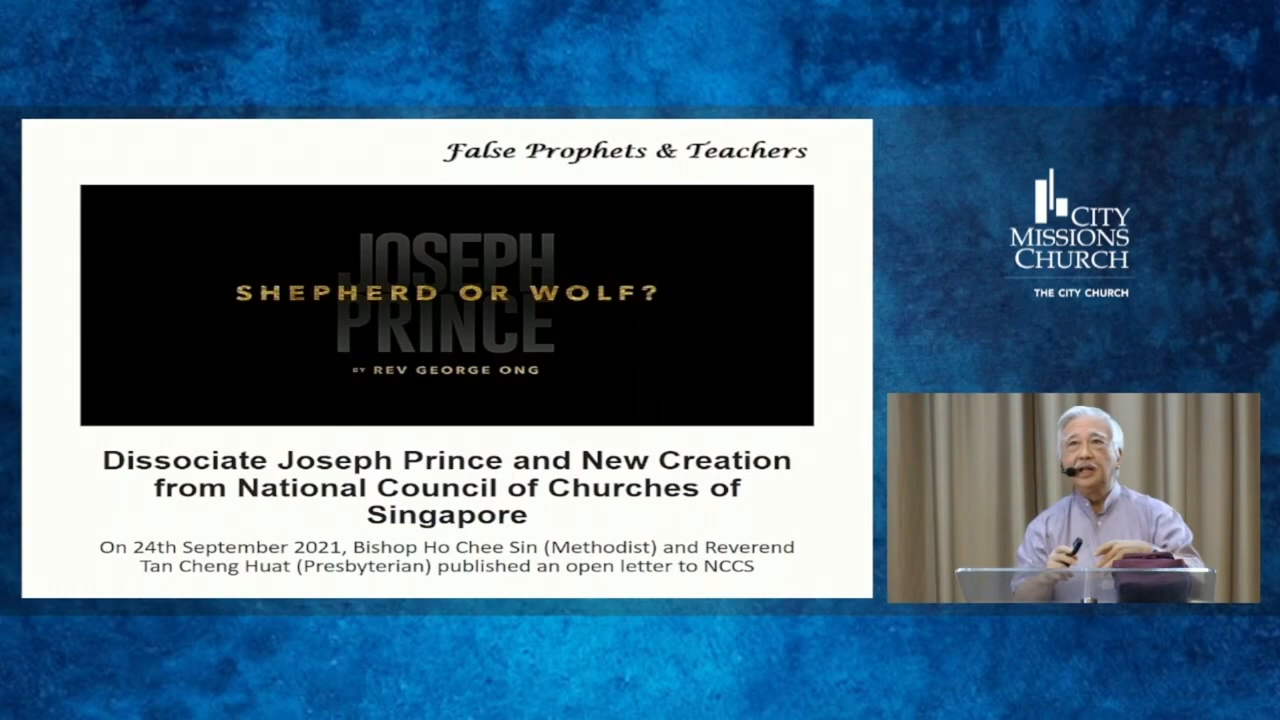 False Prophets & Teachers
JOSEPH
SHEPHERD OR WOLF?
PRINCE
BY REV GEORGE ONG
Dissociate Joseph Prince and New Creation
from National Council of Churches of
Singapore
On 24th September 2021, Bishop Ho Chee Sin (Methodist) and Reverend
Tan Cheng Huat (Presbyterian) published an open letter to NCCS
CITY
MISSIONS
CHURCH
THE CITY CHURCH